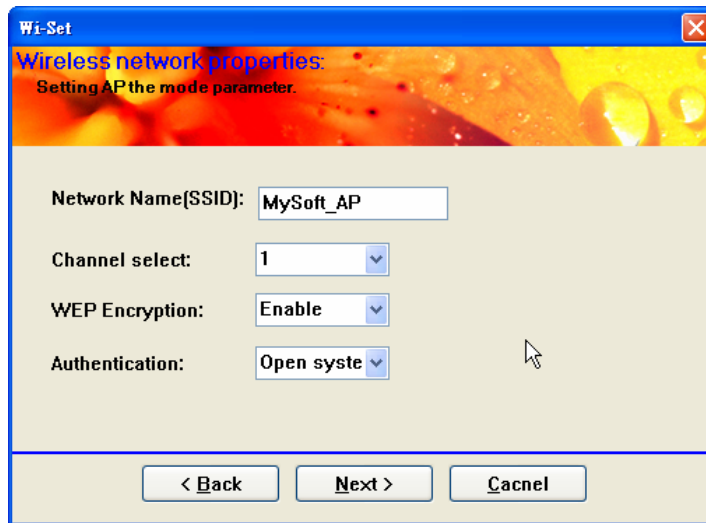 Wi-Set
Wireless network properties:
Setting AP the mode parameter.
Network Name(SSID): MySoft_AP
Channel select: 1
WEP Encryption: Enable
Authentication: Open syste
< Back Next > Cacnel